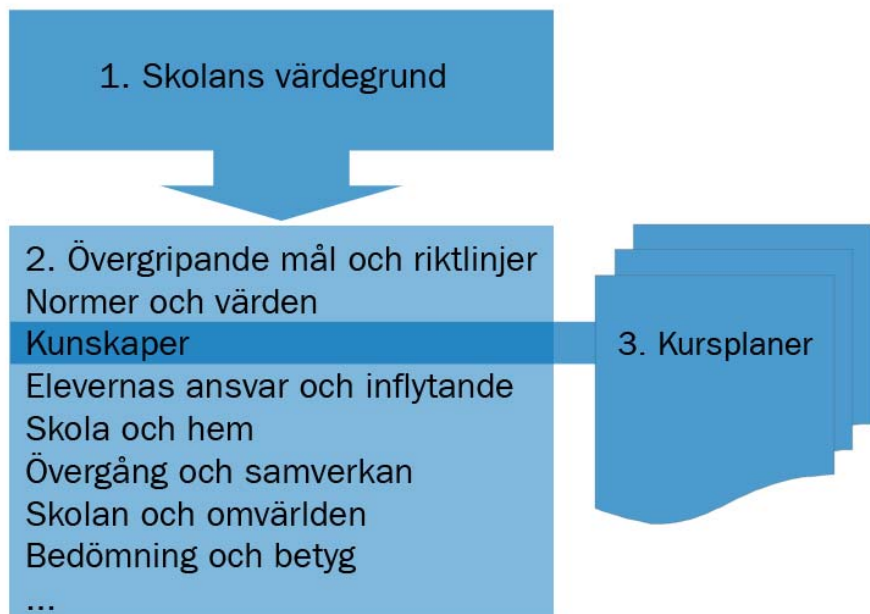 1. Skolans värdegrund
2. Övergripande mål och riktlinjer
Normer och värden
Kunskaper
Elevernas ansvar och inflytande
Skola och hem
Övergång och samverkan
Skolan och omvärlden
Bedömning och betyg
...
3. Kursplaner